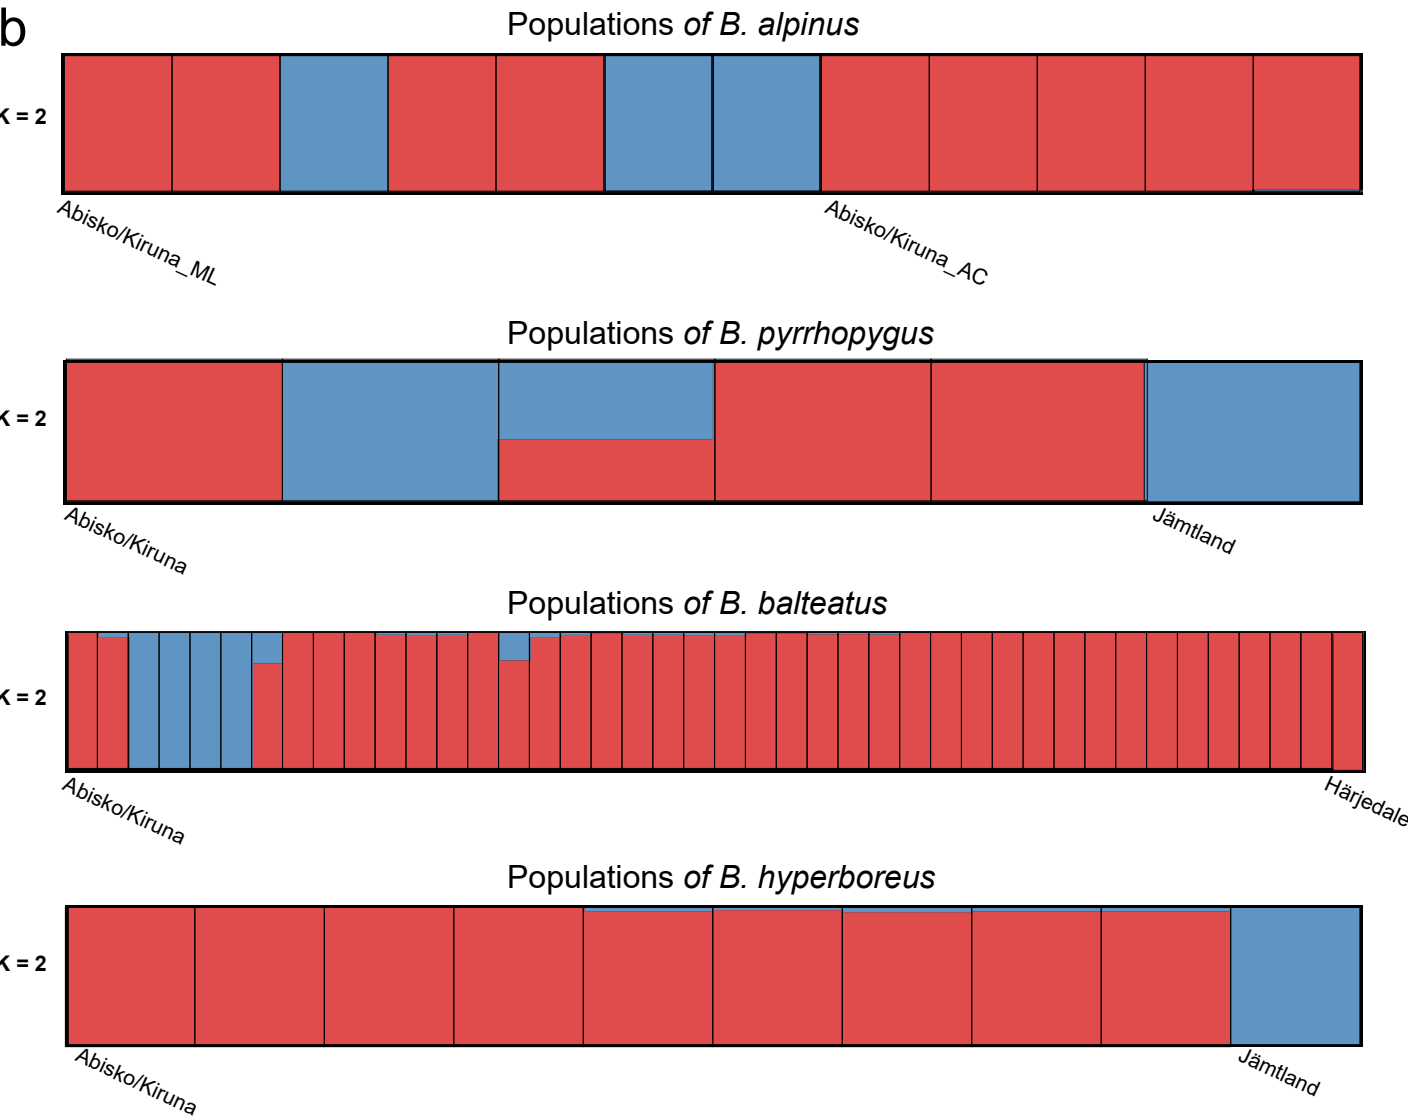 b
Populations of B. alpinus
K = 2
Abisko/Kiruna_ML
Abisko/Kiruna_AC
Populations of B. pyrrhopygus
K = 2
Abisko/Kiruna
Jämtland
Populations of B. balteatus
K = 2
Abisko/Kiruna
Härjedale
Populations of B. hyperboreus
K = 2
Abisko/Kiruna
Jämtland